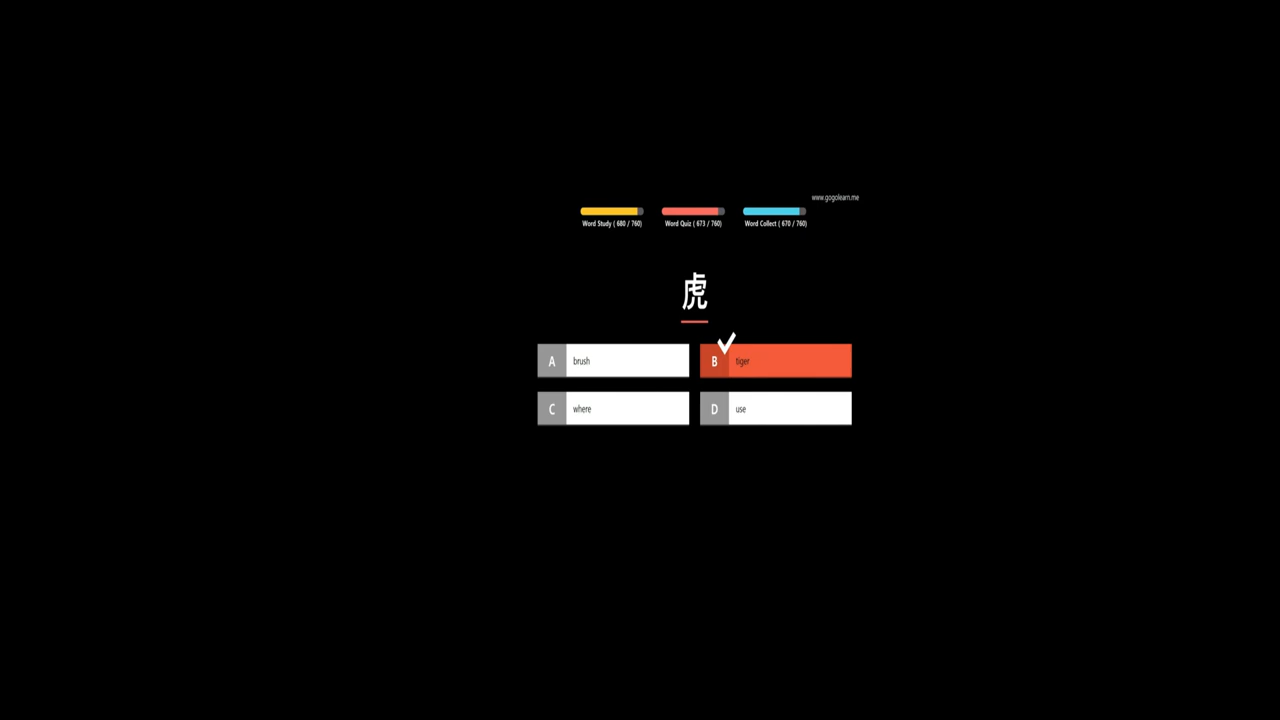 www.gogolearn.me
Word Study ( 680 / 760)
Word Quiz ( 673 / 760)
Word Collect ( 670 / 760)
虎
A brush
B tiger
C where
D use